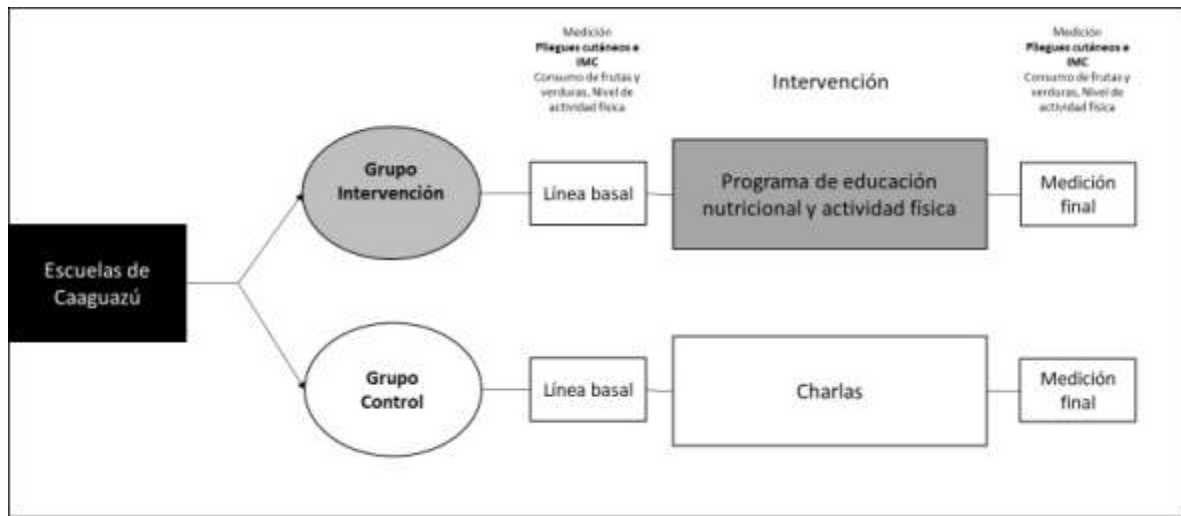 Medición
Pliegues cutáneos e
IMC
Consumo de frutas y
verduras, Nivel de
actividad física
Intervención
Medición
Pliegues cutáneos e
IMC
Consumo de frutas y
verduras, Nivel de
actividad física
Grupo
Intervención
Línea basal
Programa de educación
nutricional y actividad física
Medición
final
Escuelas de
Caaguazú
Grupo
Control
Línea basal
Charlas
Medición
final